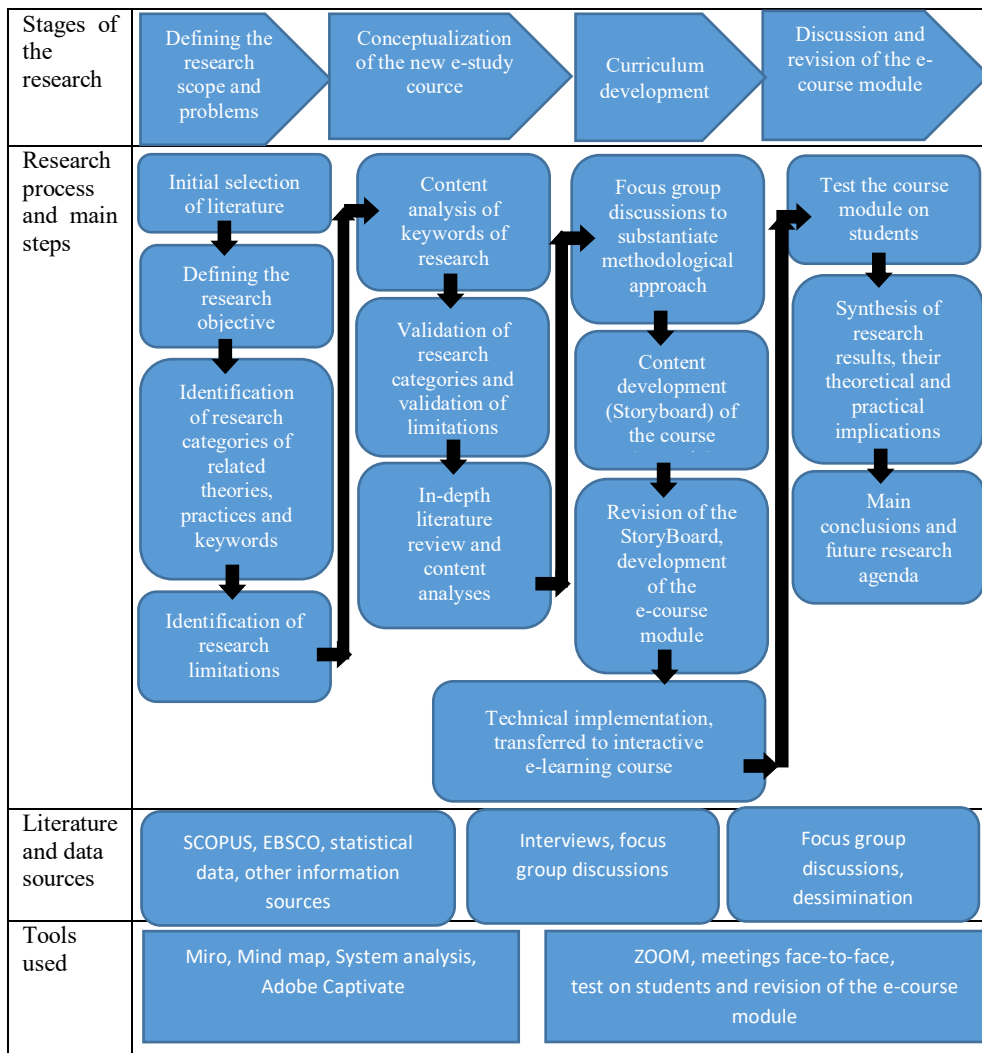 Stages of
the
research
Defining the
research
scope and
problems
Conceptualization
of the new e-study
cource
Curriculum
development
Discussion and
revision of the e-
course module
Research
process
and main
steps
Initial selection
of literature
Defining the
research
objective
Identification
of research
categories of
related
theories,
practices and
keywords
Identification of
research
limitations
Content
analysis of
keywords of
research
Validation of
research
categories and
validation of
limitations
In-depth
literature
review and
content
analyses
Focus group
discussions to
substantiate
methodological
approach
Content
development
(Storyboard) of
the course
Revision of the
StoryBoard,
development
of the
e-course
module
Technical implementation,
transferred to interactive
e-learning course
Test the course
module on
students
Synthesis of
research
results, their
theoretical and
practical
implications
Main
conclusions and
future research
agenda
Literature
and data
sources
SCOPUS, EBSCO, statistical
data, other information
sources
Interviews, focus
group discussions
Focus group
discussions,
dessimination
Tools
used
Miro, Mind map, System analysis,
Adobe Captivate
ZOOM, meetings face-to-face,
test on students and revision of the e-course
module